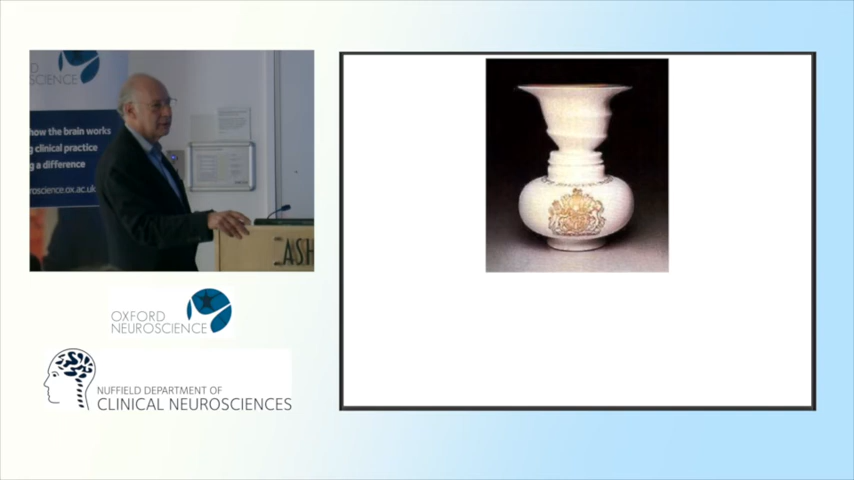 SCIENCE
how the brain works
clinical practice
g a difference
roscience.ox.ac.uk
ASH
OXFORD
NEUROSCIENCE
NUFFIELD DEPARTMENT OF
CLINICAL NEUROSCIENCES